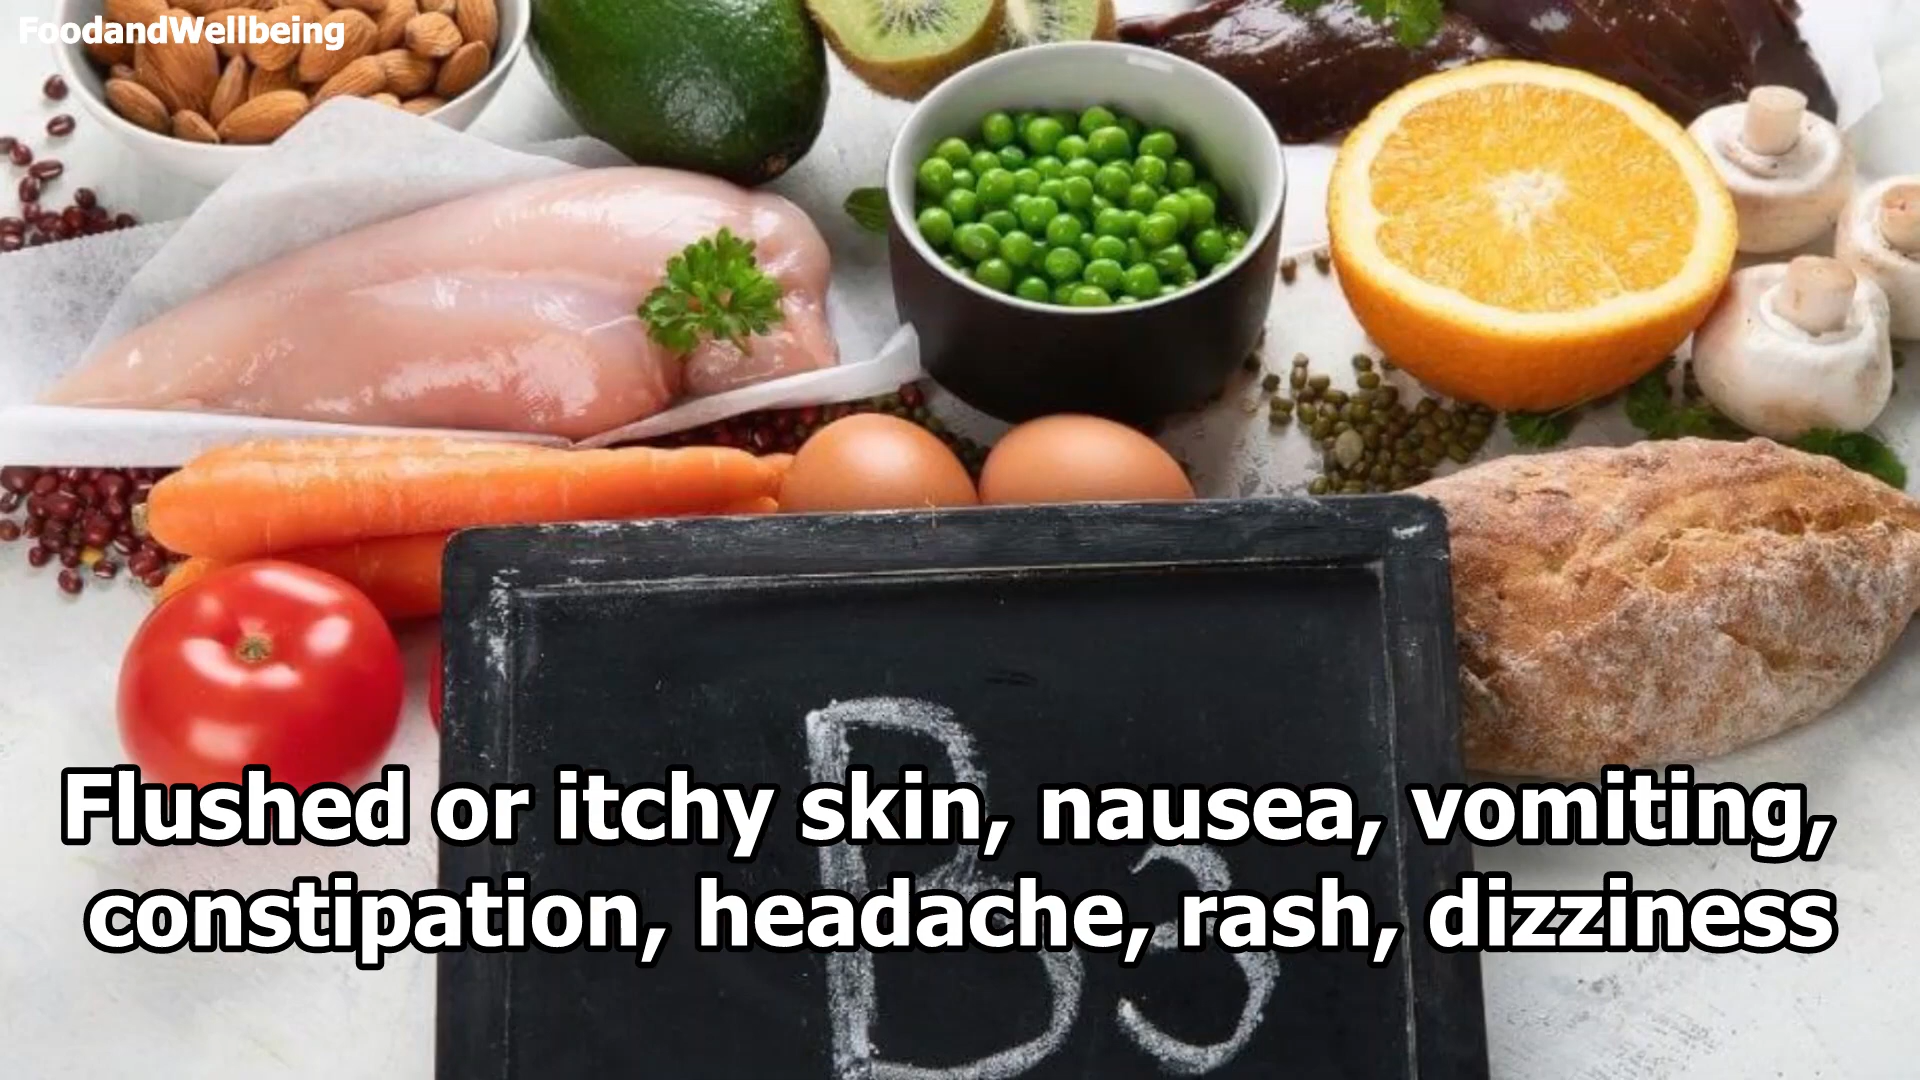 FoodandWellbeing
Flushed or itchy skin, nausea, vomiting,
constipation, headache, rash, dizziness
B3